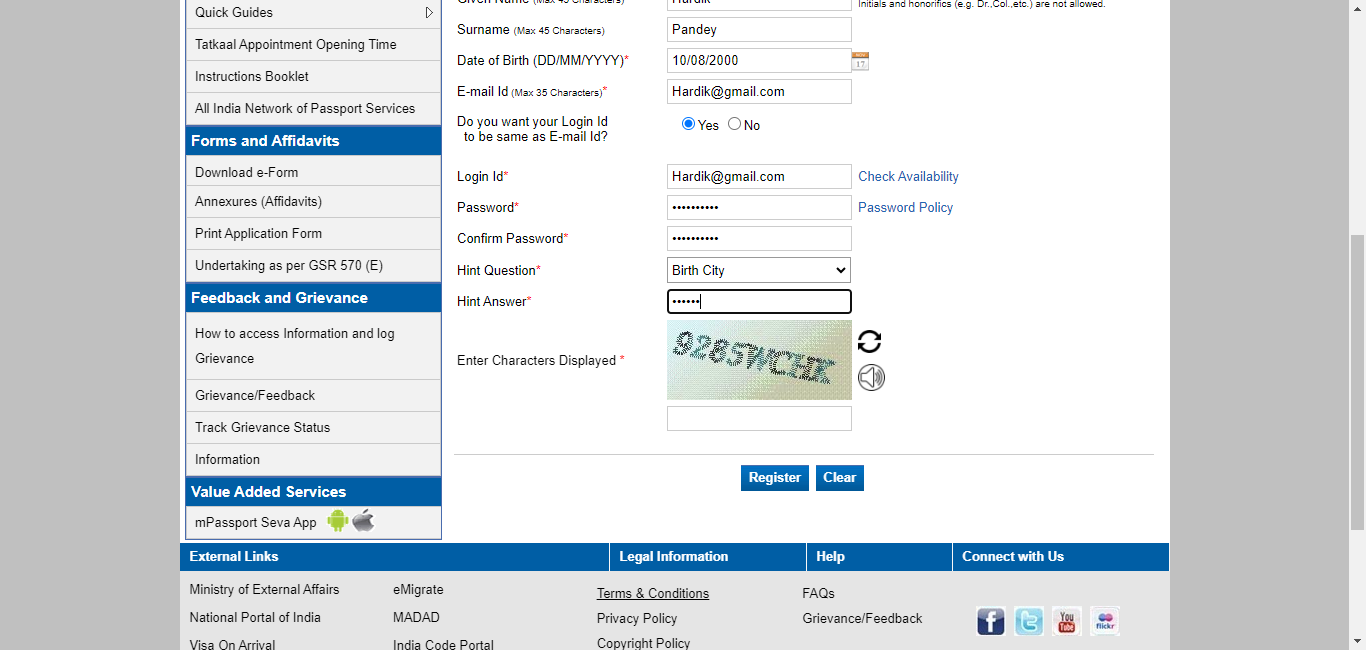 Quick Guides
Tatkaal Appointment Opening Time
Instructions Booklet
All India Network of Passport Services
Forms and Affidavits
Download e-Form
Annexures (Affidavits)
Print Application Form
Undertaking as per GSR 570 (E)
Feedback and Grievance
How to access Information and log
Grievance
Grievance/Feedback
Track Grievance Status
Information
Value Added Services
mPassport Seva App
Given Name (Max 45 Characters) Hardik Initials and honorifics (e.g. Dr.,Col.,etc.) are not allowed.
Surname (Max 45 Characters) Pandey
Date of Birth (DD/MM/YYYY)* 10/08/2000 17
E-mail Id (Max 35 Characters)* Hardik@gmail.com
Do you want your Login Id
to be same as E-mail Id? Yes No
Login Id* Hardik@gmail.com Check Availability
Password* •••••••••• Password Policy
Confirm Password* ••••••••••
Hint Question* Birth City
Hint Answer* ••••••
Enter Characters Displayed *
Register Clear
External Links Legal Information Help Connect with Us
Ministry of External Affairs eMigrate Terms & Conditions FAQs
National Portal of India MADAD Privacy Policy Grievance/Feedback
Visa On Arrival India Code Portal Copyright Policy
You Tube flickr